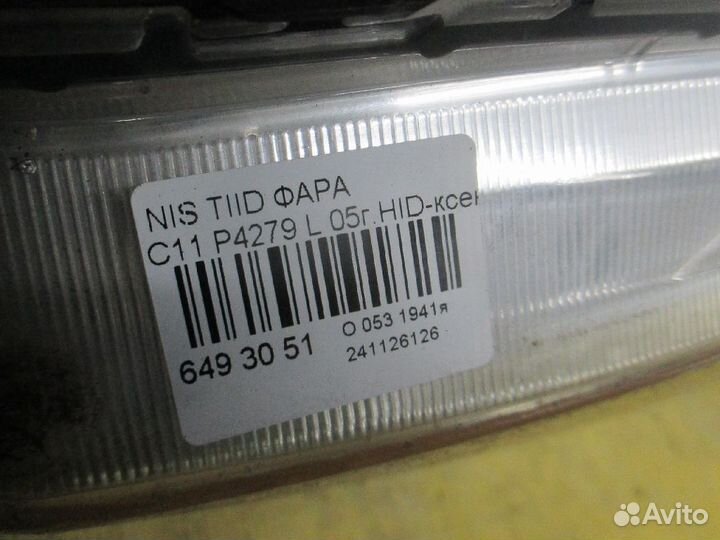 NIS TIID ФАРА
C11 P4279 L 05г.HID-ксен
649 30 51
О 053 1941я
241126126
Avito